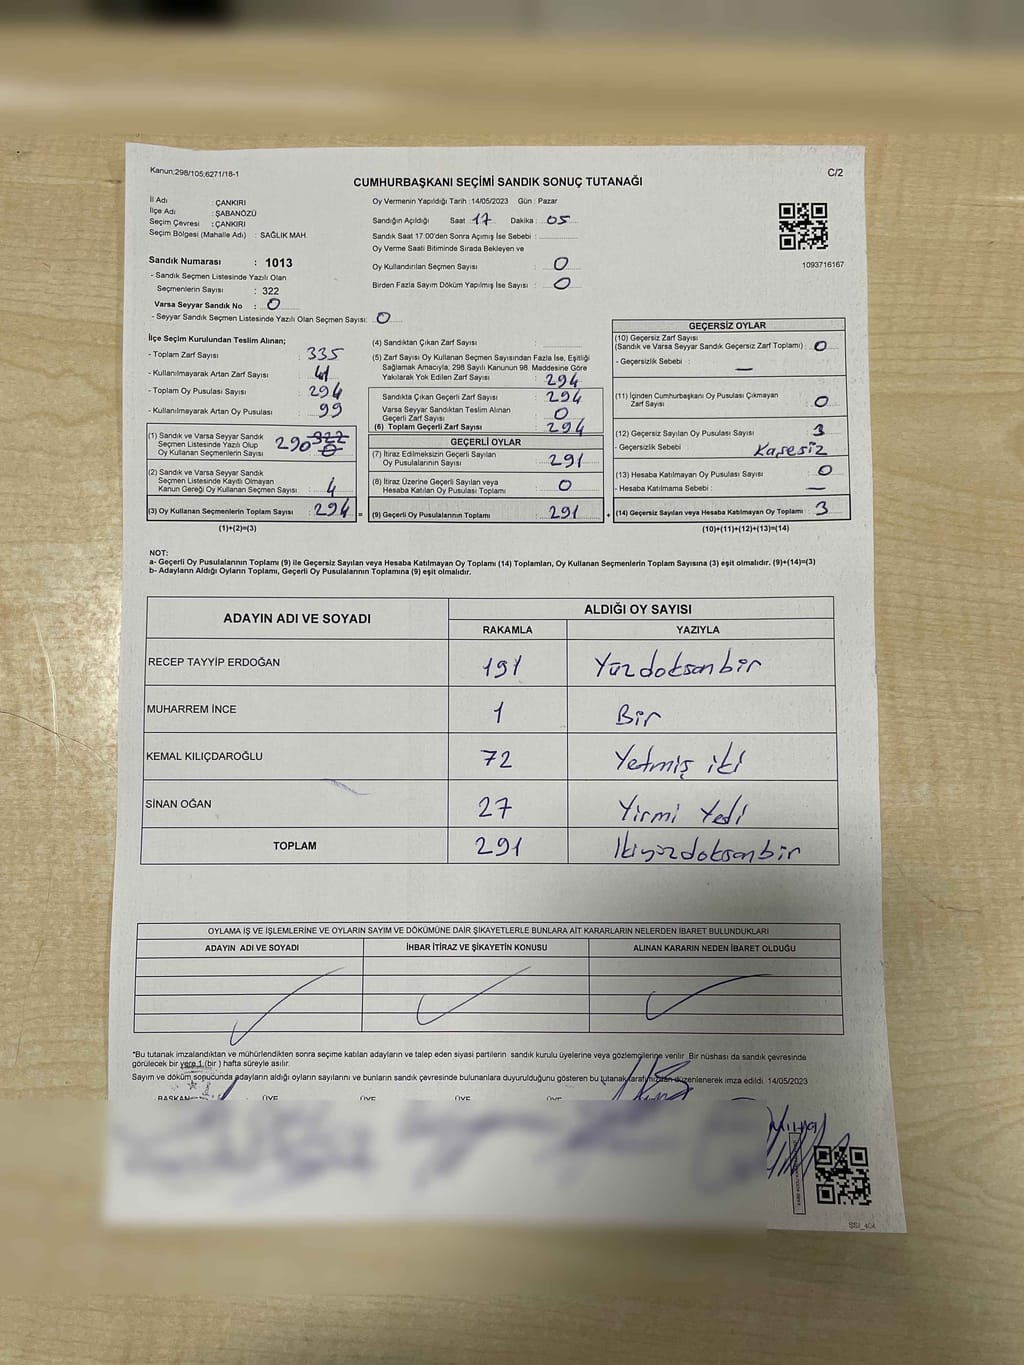 Kanun;298/105;6271/18-1
C/2
CUMHURBAŞKANI SEÇİMİ SANDIK SONUÇ TUTANAĞI
İl Adı : ÇANKIRI
İlçe Adı : ŞABANÖZÜ
Seçim Çevresi : ÇANKIRI
Seçim Bölgesi (Mahalle Adı) : SAĞLIK MAH.
Oy Vermenin Yapıldığı Tarih : 14/05/2023 Gün : Pazar
Sandığın Açıldığı Saat : 17 Dakika : 05
Sandık Saat 17:00'den Sonra Açımış İse Sebebi :
Oy Verme Saati Bitiminde Sırada Bekleyen ve
Oy Kullandırılan Seçmen Sayısı : 0
Birden Fazla Sayım Döküm Yapılmış İse Sayısı : 0
1093716167
Sandık Numarası : 1013
- Sandık Seçmen Listesinde Yazılı Olan
Seçmenlerin Sayısı : 322
Varsa Seyyar Sandık No : 0
- Seyyar Sandık Seçmen Listesinde Yazılı Olan Seçmen Sayısı: 0
İlçe Seçim Kurulundan Teslim Alınan;
- Toplam Zarf Sayısı : 335
- Kullanılmayarak Artan Zarf Sayısı : 41
- Toplam Oy Pusulası Sayısı : 294
- Kullanılmayarak Artan Oy Pusulası : 99
(1) Sandık ve Varsa Seyyar Sandık
Seçmen Listesinde Yazılı Olup
Oy Kullanan Seçmenlerin Sayısı : 290 322 0
(2) Sandık ve Varsa Seyyar Sandık
Seçmen Listesinde Kayıtlı Olmayan
Kanun Gereği Oy Kullanan Seçmen Sayısı : 4
(3) Oy Kullanan Seçmenlerin Toplam Sayısı : 294 =
(1)+(2)=(3)
(4) Sandıktan Çıkan Zarf Sayısı :
(5) Zarf Sayısı Oy Kullanan Seçmen Sayısından Fazla İse, Eşitliği
Sağlamak Amacıyla; 298 Sayılı Kanunun 98. Maddesine Göre
Yakılarak Yok Edilen Zarf Sayısı : 294
Sandıkta Çıkan Geçerli Zarf Sayısı : 294
Varsa Seyyar Sandıktan Teslim Alınan
Geçerli Zarf Sayısı : 0
(6) Toplam Geçerli Zarf Sayısı : 294
GEÇERLİ OYLAR
(7) İtiraz Edilmeksizin Geçerli Sayılan
Oy Pusulasının Sayısı : 291
(8) İtiraz Üzerine Geçerli Sayılan veya
Hesaba Katılan Oy Pusulası Toplamı : 0
(9) Geçerli Oy Pusulalarının Toplamı : 291 +
GEÇERSİZ OYLAR
(10) Geçersiz Zarf Sayısı
(Sandık ve Varsa Seyyar Sandık Geçersiz Zarf Toplamı) : 0
- Geçersizlik Sebebi : —
(11) İçinden Cumhurbaşkanı Oy Pusulası Çıkmayan
Zarf Sayısı : 0
(12) Geçersiz Sayılan Oy Pusulası Sayısı : 3
- Geçersizlik Sebebi : Kaşesiz
(13) Hesaba Katılmayan Oy Pusulası Sayısı : 0
- Hesaba Katılmama Sebebi : —
(14) Geçersiz Sayılan veya Hesaba Katılmayan Oy Toplamı : 3
(10)+(11)+(12)+(13)=(14)
NOT:
a- Geçerli Oy Pusulalarının Toplamı (9) ile Geçersiz Sayılan veya Hesaba Katılmayan Oy Toplamı (14) Toplamları, Oy Kullanan Seçmenlerin Toplam Sayısına (3) eşit olmalıdır. (9)+(14)=(3)
b- Adayların Aldığı Oyların Toplamı, Geçerli Oy Pusulalarının Toplamına (9) eşit olmalıdır.
ADAYIN ADI VE SOYADI ALDIĞI OY SAYISI
RAKAMLA YAZIYLA
RECEP TAYYİP ERDOĞAN 191 Yüzdoksanbir
MUHARREM İNCE 1 Bir
KEMAL KILIÇDAROĞLU 72 Yetmiş iki
SİNAN OĞAN 27 Yirmi Yedi
TOPLAM 291 İkiyüzdoksanbir
OYLAMA İŞ VE İŞLEMLERİNE VE OYLARIN SAYIM VE DÖKÜMÜNE DAİR ŞİKAYETLERLE BUNLARA AİT KARARLARIN NELERDEN İBARET BULUNDUKLARI
ADAYIN ADI VE SOYADI İHBAR İTİRAZ VE ŞİKAYETİN KONUSU ALINAN KARARIN NEDEN İBARET OLDUĞU
*Bu tutanak imzalandıktan ve mühürlendikten sonra seçime katılan adayların ve talep eden siyasi partilerin sandık kurulu üyelerine veya gözlemcilerine verilir. Bir nüshası da sandık çevresinde
görülecek bir yere 1 (bir) hafta süreyle asılır.
Sayım ve döküm sonucunda adayların aldığı oyların sayılarını ve bunların sandık çevresinde bulunanlara duyurulduğunu gösteren bu tutanak tarafımızdan düzenlenerek imza edildi. 14/05/2023
BAŞKAN ÜYE ÜYE ÜYE ÜYE